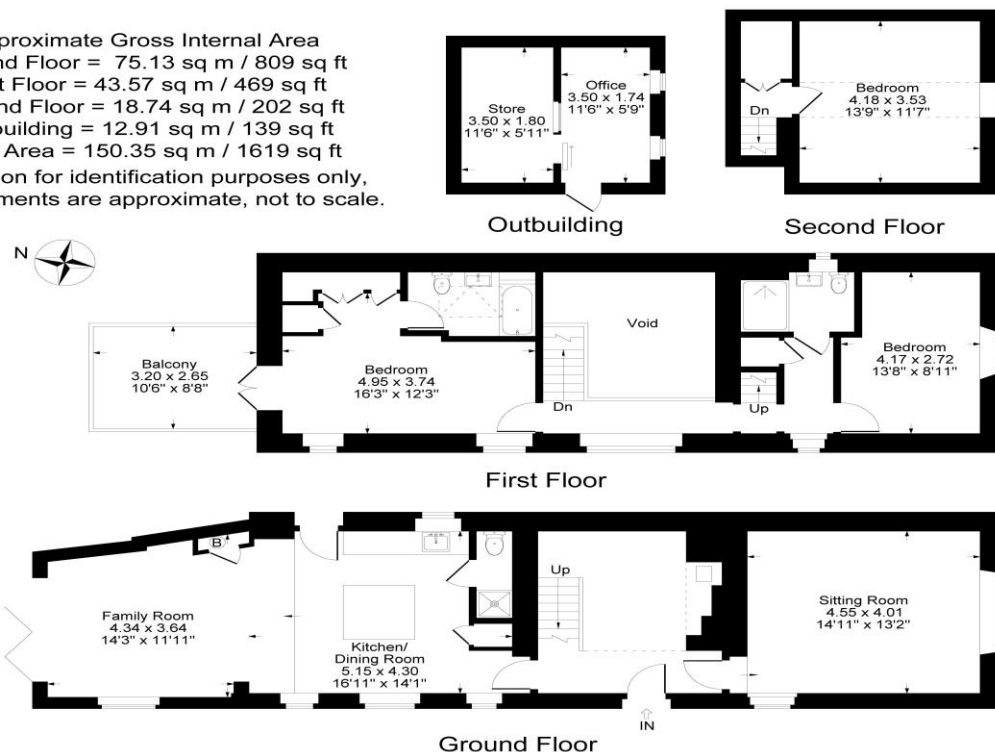 proximate Gross Internal Area
nd Floor = 75.13 sq m / 809 sq ft
t Floor = 43.57 sq m / 469 sq ft
nd Floor = 18.74 sq m / 202 sq ft
building = 12.91 sq m / 139 sq ft
Area = 150.35 sq m / 1619 sq ft
on for identification purposes only,
ments are approximate, not to scale.
Store
3.50 x 1.80
11'6" x 5'11"
Office
3.50 x 1.74
11'6" x 5'9"
Outbuilding
Dn
Bedroom
4.18 x 3.53
13'9" x 11'7"
Second Floor
N
Balcony
3.20 x 2.65
10'6" x 8'8"
Bedroom
4.95 x 3.74
16'3" x 12'3"
Dn
Void
Up
Bedroom
4.17 x 2.72
13'8" x 8'11"
First Floor
B
Family Room
4.34 x 3.64
14'3" x 11'11"
Kitchen/
Dining Room
5.15 x 4.30
16'11" x 14'1"
Up
Sitting Room
4.55 x 4.01
14'11" x 13'2"
IN
Ground Floor